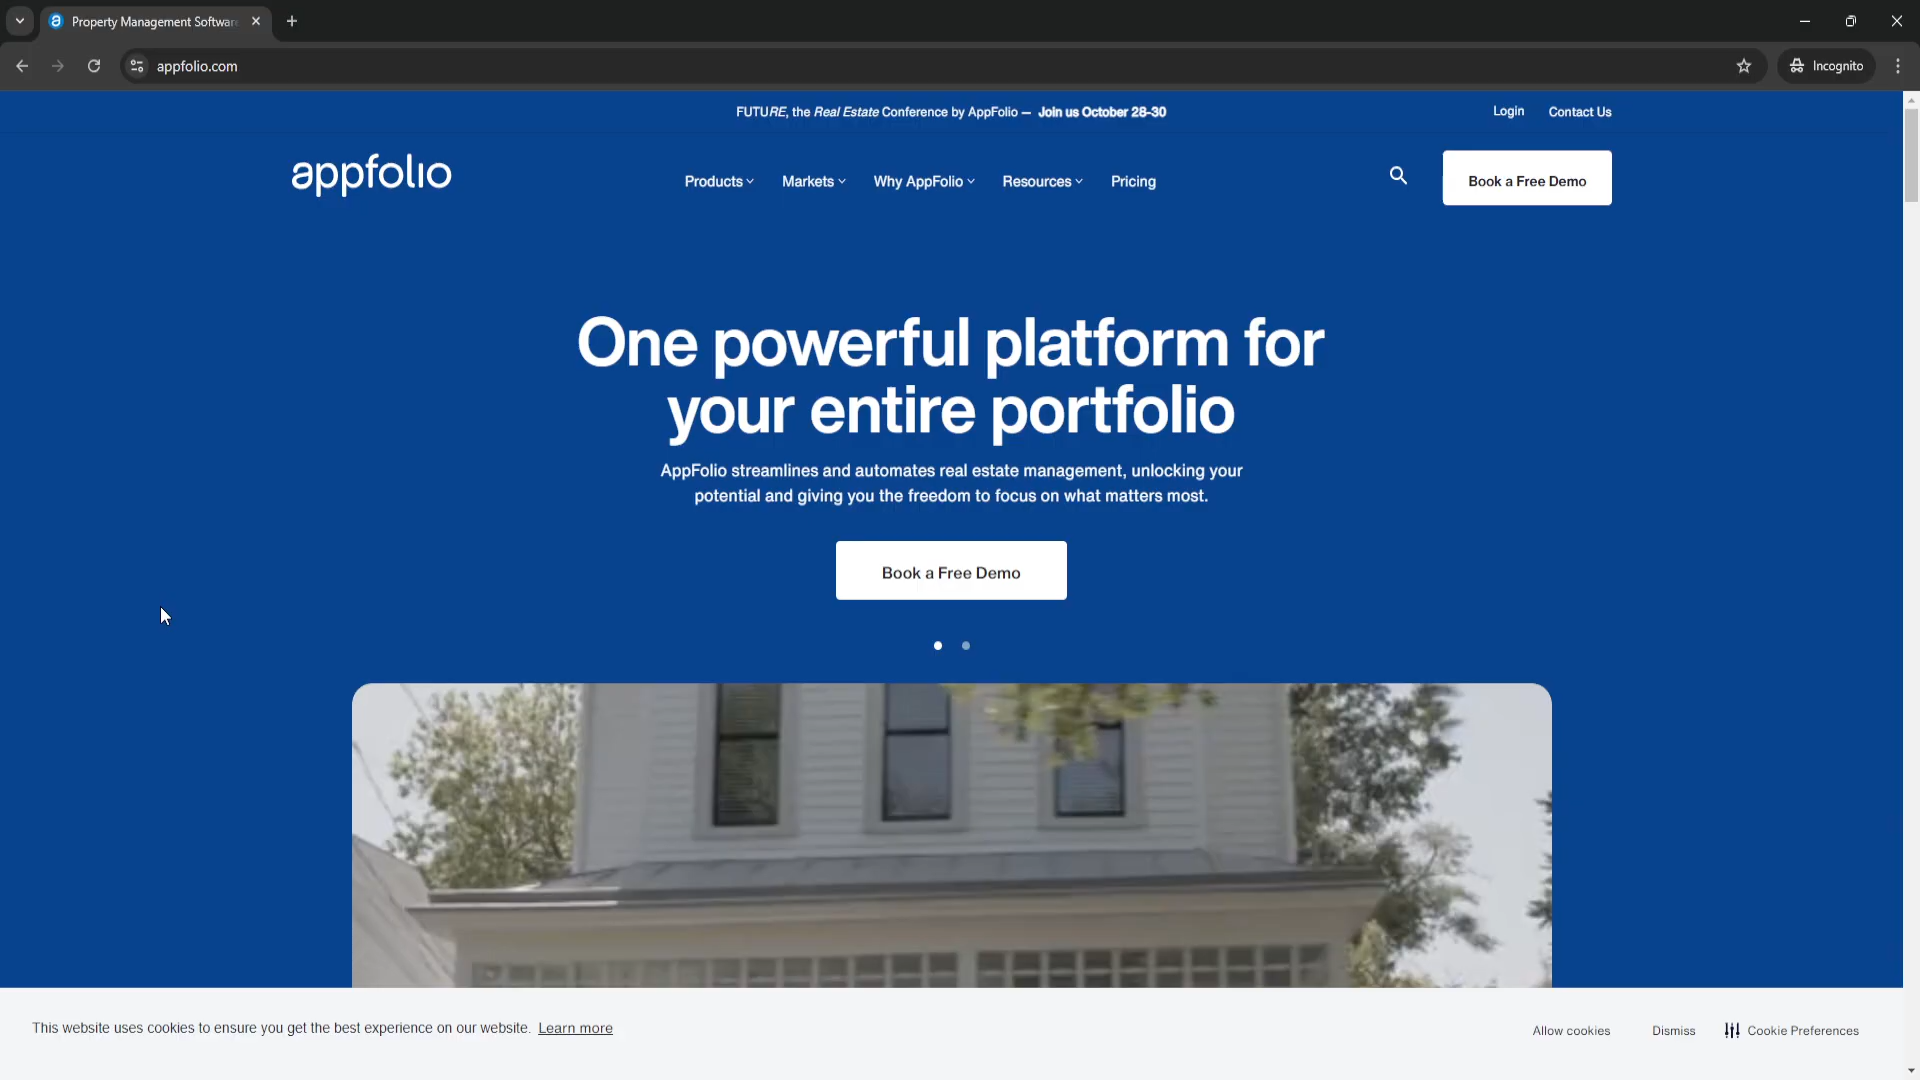 Property Management Softwar
appfolio.com
Incognito
FUTURE, the Real Estate Conference by AppFolio — Join us October 28-30
Login
Contact Us
appfolio
Products
Markets
Why AppFolio
Resources
Pricing
Book a Free Demo
One powerful platform for
your entire portfolio
AppFolio streamlines and automates real estate management, unlocking your
potential and giving you the freedom to focus on what matters most.
Book a Free Demo
This website uses cookies to ensure you get the best experience on our website. Learn more
Allow cookies
Dismiss
Cookie Preferences